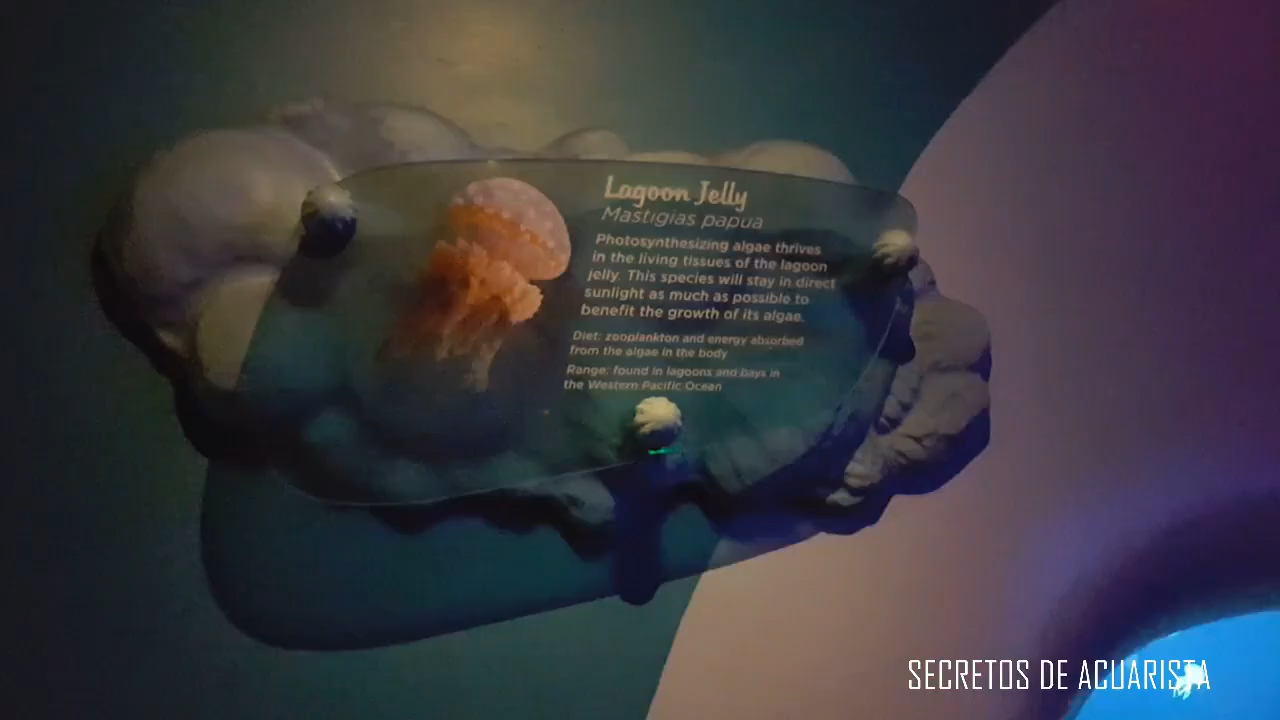 Lagoon Jelly
Mastigias papua
Photosynthesizing algae thrives
in the living tissues of the lagoon
jelly. This species will stay in direct
sunlight as much as possible to
benefit the growth of its algae.
Diet: zooplankton and energy absorbed
from the algae in the body
Range: found in lagoons and bays in
the Western Pacific Ocean
SECRETOS DE ACUARISTA